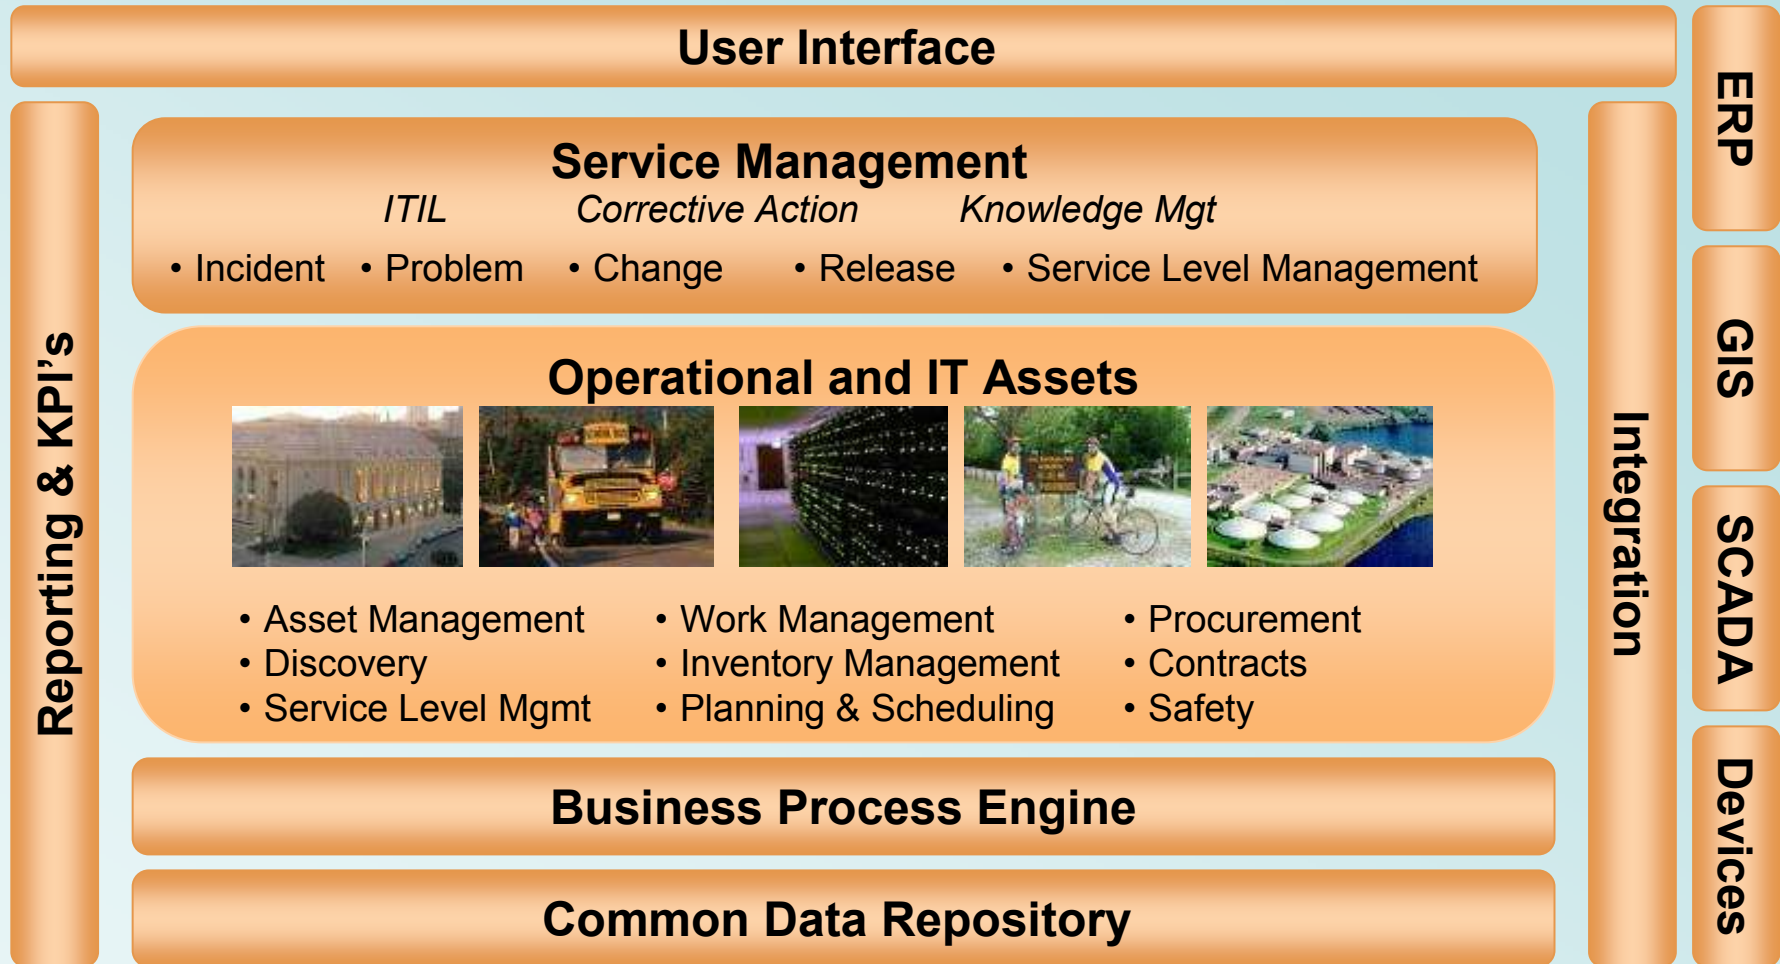 User Interface
Service Management
ITIL Corrective Action Knowledge Mgt
• Incident • Problem • Change • Release • Service Level Management
Operational and IT Assets
• Asset Management
• Discovery
• Service Level Mgmt
• Work Management
• Inventory Management
• Planning & Scheduling
• Procurement
• Contracts
• Safety
Business Process Engine
Common Data Repository
Reporting & KPI's
Integration
ERP
GIS
SCADA
Devices